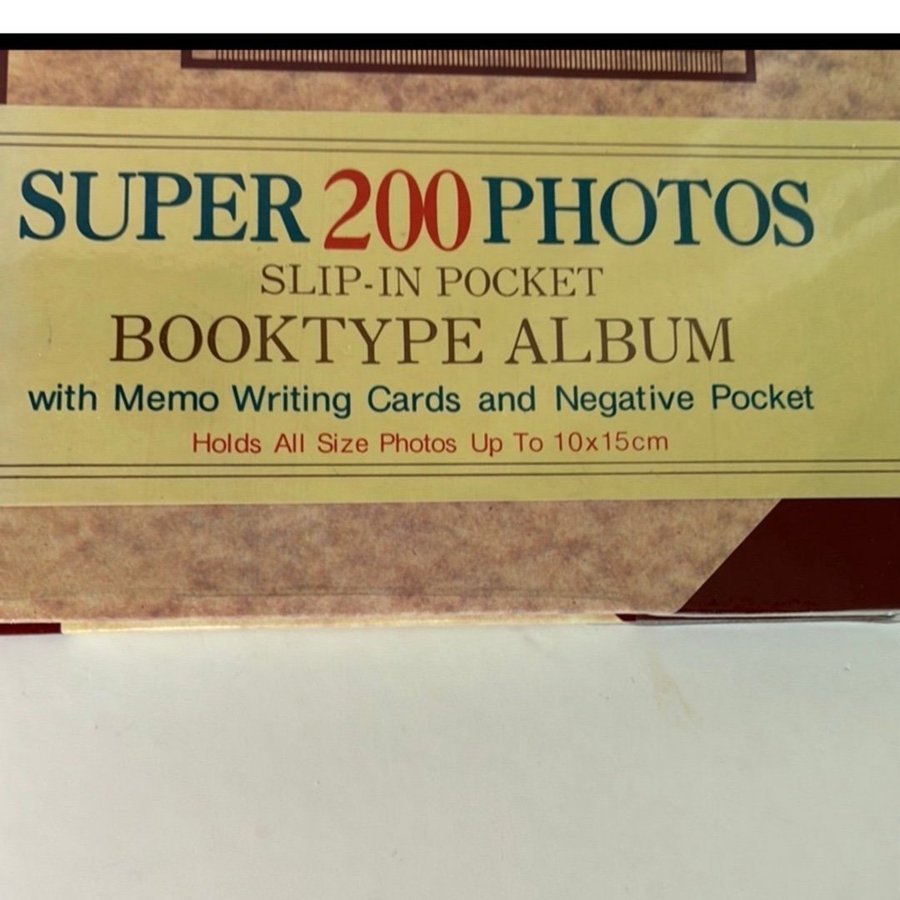 SUPER 200 PHOTOS
SLIP-IN POCKET
BOOKTYPE ALBUM
with Memo Writing Cards and Negative Pocket
Holds All Size Photos Up To 10x15cm